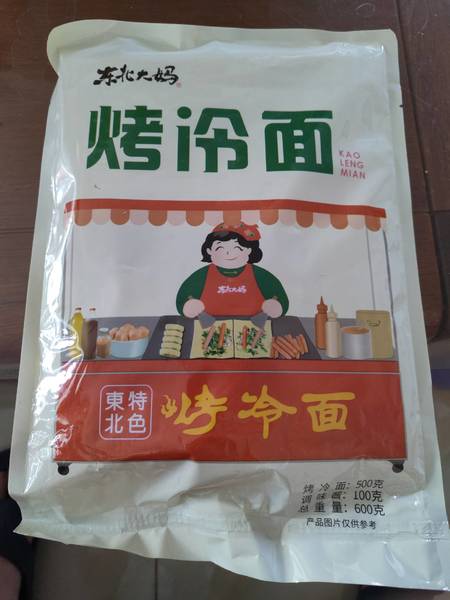 东北大妈
烤冷面
KAO
LENG
MIAN
东北大妈
東北
特色
烤冷面
烤 冷 面：500克
调 味 酱：100克
总 重 量：600克
产品图片仅供参考